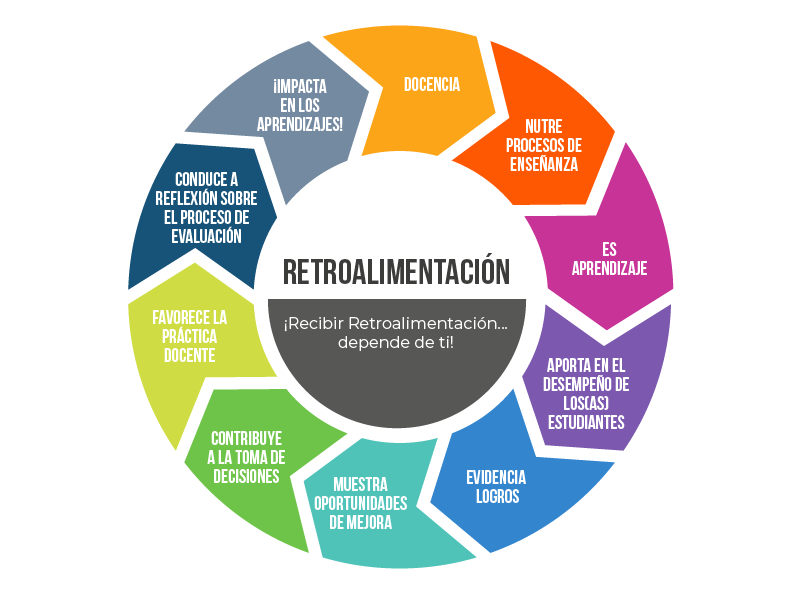 RETROALIMENTACIÓN
¡Recibir Retroalimentación...
depende de ti!
DOCENCIA
NUTRE
PROCESOS DE
ENSEÑANZA
ES
APRENDIZAJE
APORTA EN EL
DESEMPEÑO DE
LOS(AS)
ESTUDIANTES
EVIDENCIA
LOGROS
MUESTRA
OPORTUNIDADES
DE MEJORA
CONTRIBUYE
A LA TOMA DE
DECISIONES
FAVORECE LA
PRÁCTICA
DOCENTE
CONDUCE A
REFLEXIÓN SOBRE
EL PROCESO DE
EVALUACIÓN
¡IMPACTA
EN LOS
APRENDIZAJES!